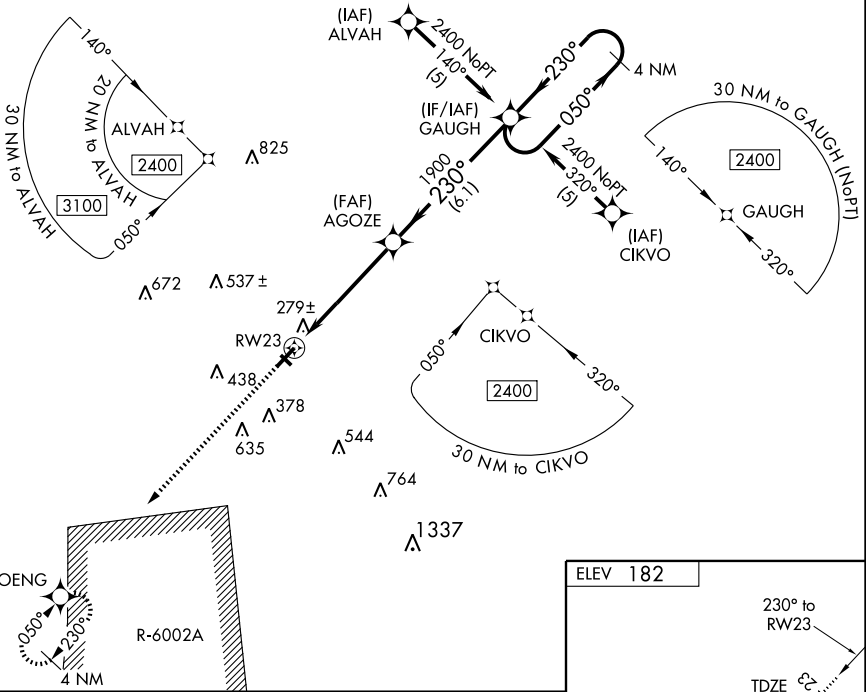 (IAF)
ALVAH
2400 NoPT
140°
(5)
230°
050°
4 NM
(IF/IAF)
GAUGH
2400 NoPT
320°
(5)
(IAF)
CIKVO
1900
230°
(6.1)
(FAF)
AGOZE
140°
20 NM to ALVAH
30 NM to ALVAH
ALVAH
2400
3100
050°
825
30 NM to GAUGH (NoPT)
2400
140°
GAUGH
320°
672
537±
279±
RW23
438
378
635
544
764
1337
CIKVO
050°
320°
2400
30 NM to CIKVO
OENG
050°
230°
4 NM
R-6002A
ELEV 182
230° to
RW23
TDZE
23